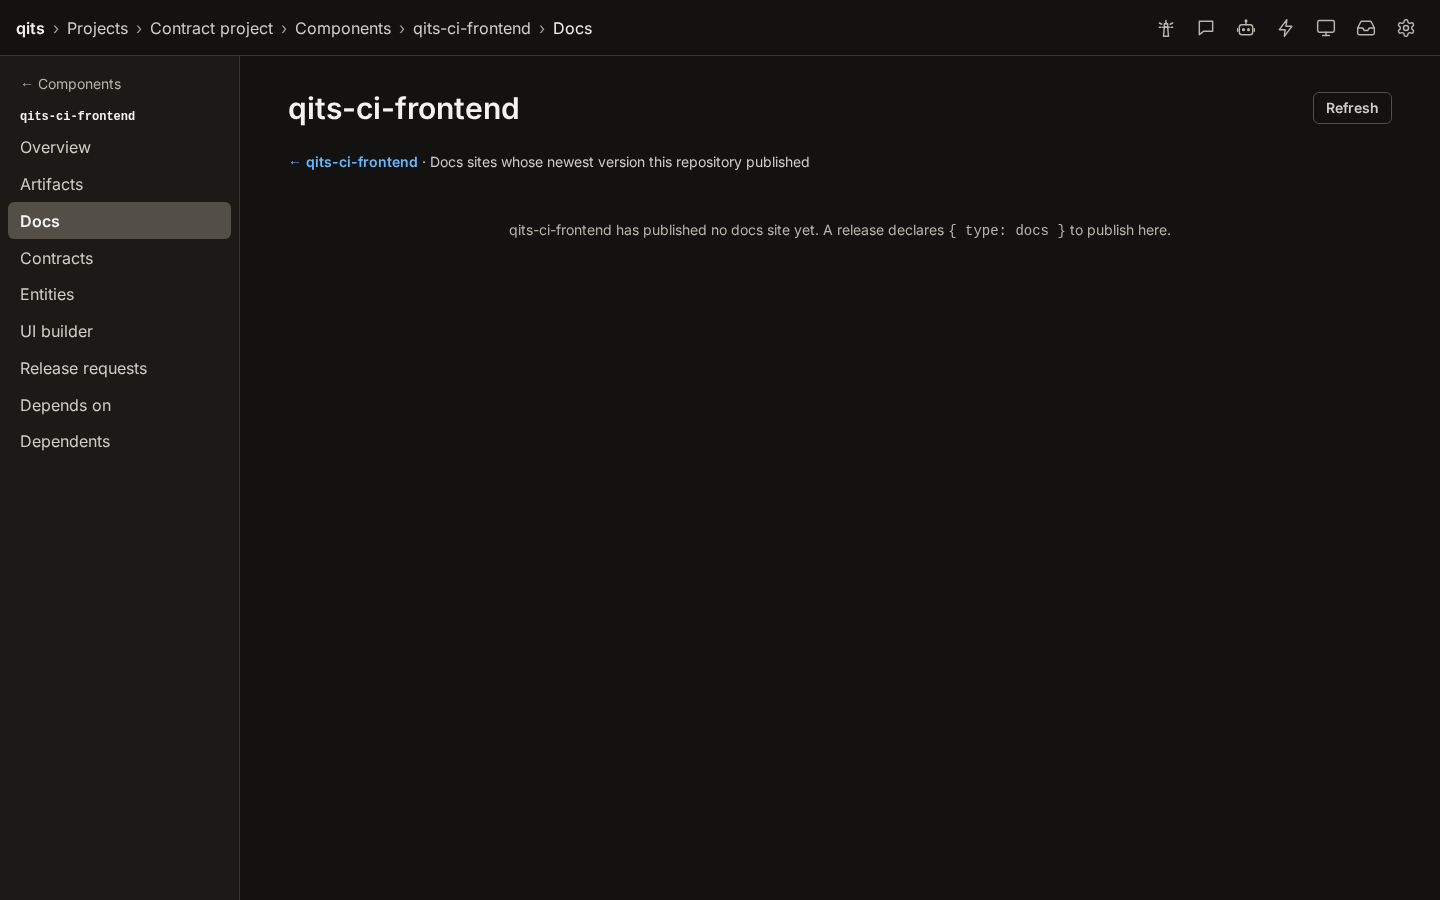 qits › Projects › Contract project › Components › qits-ci-frontend › Docs
← Components
qits-ci-frontend
Overview
Artifacts
Docs
Contracts
Entities
UI builder
Release requests
Depends on
Dependents
qits-ci-frontend
Refresh
← qits-ci-frontend · Docs sites whose newest version this repository published
qits-ci-frontend has published no docs site yet. A release declares { type: docs } to publish here.